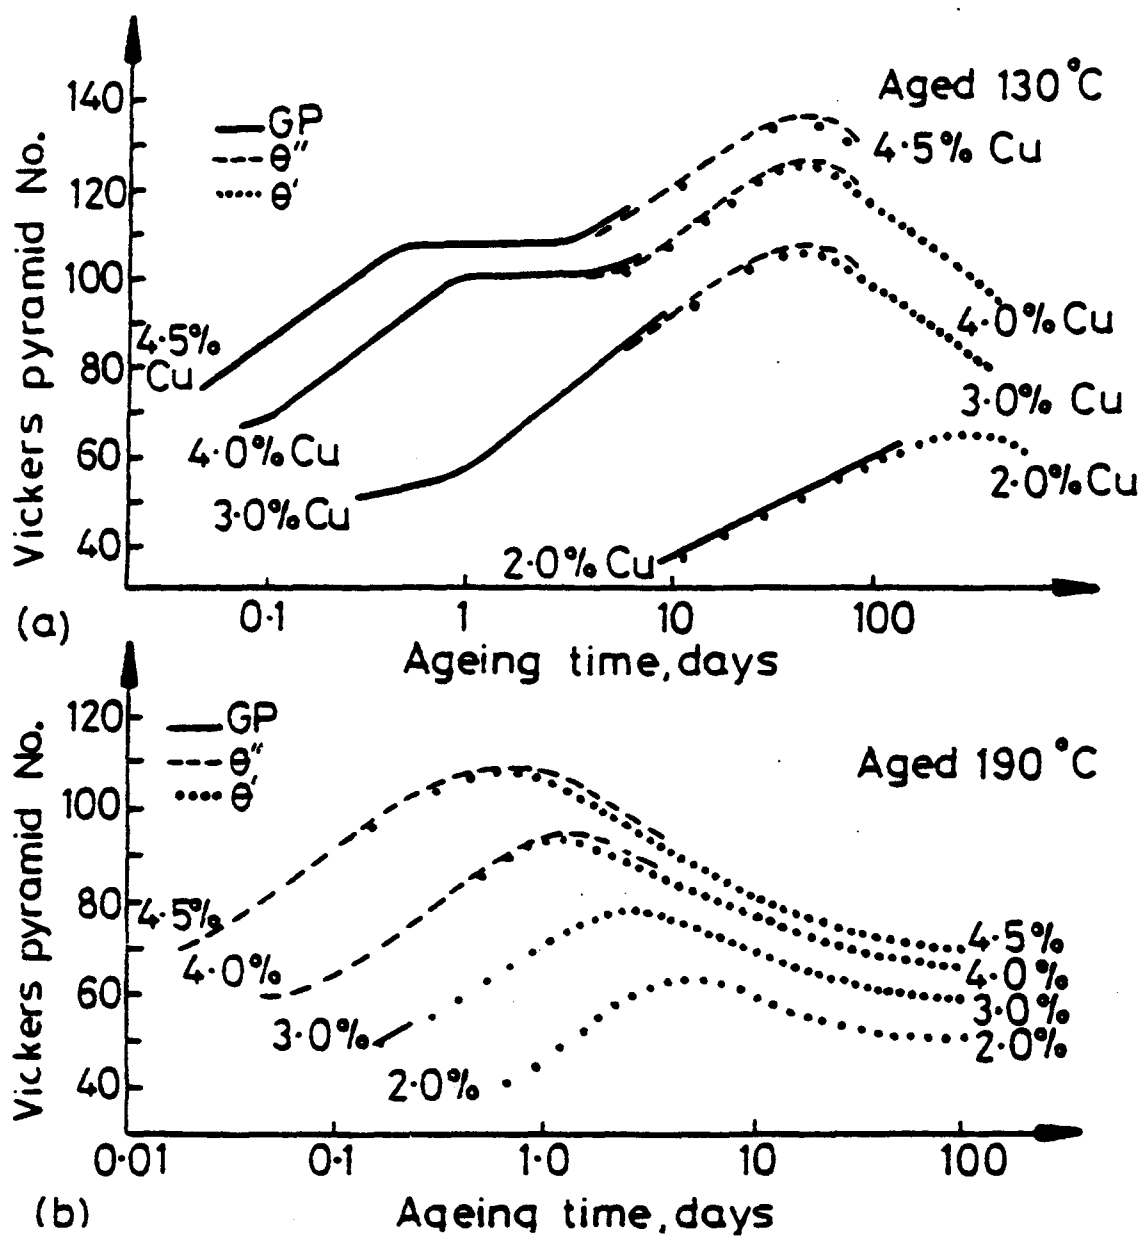 Aged 130 °C
Vickers pyramid No.
140
120
100
80
60
40
GP
θ″
θ′
4·5% Cu
4·5%
Cu
4·0% Cu
4·0% Cu
3·0% Cu
3·0% Cu
2·0% Cu
2·0% Cu
0·1
1
10
100
(a)
Ageing time, days
Aged 190 °C
Vickers pyramid No.
120
100
80
60
40
GP
θ″
θ′
4·5%
4·0%
3·0%
2·0%
4·5%
4·0%
3·0%
2·0%
0·01
0·1
1·0
10
100
(b)
Ageing time, days